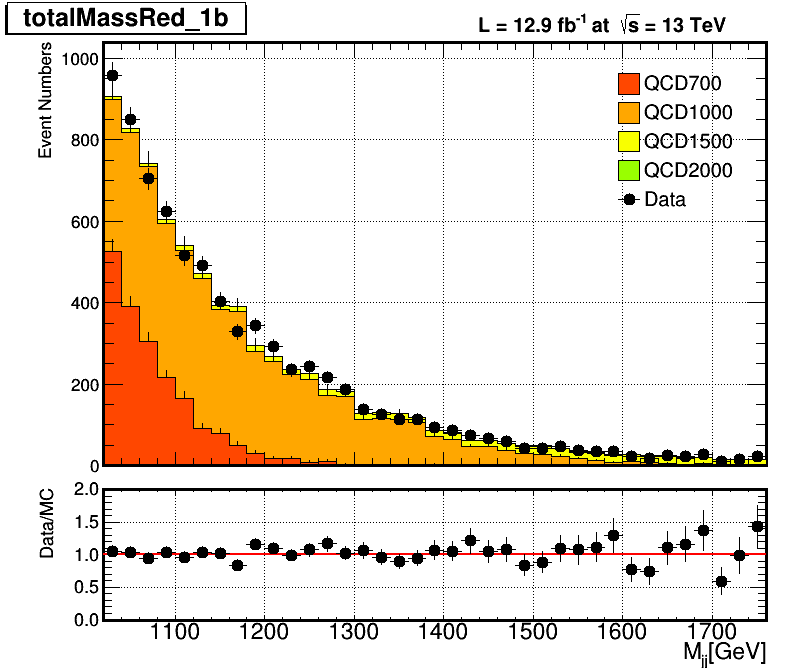 totalMassRed_1b
L = 12.9 fb⁻¹ at √s = 13 TeV
Event Numbers
1000
800
600
400
200
0
QCD700
QCD1000
QCD1500
QCD2000
Data
Data/MC
2.0
1.5
1.0
0.5
0.0
1100 1200 1300 1400 1500 1600 1700
Mjj[GeV]